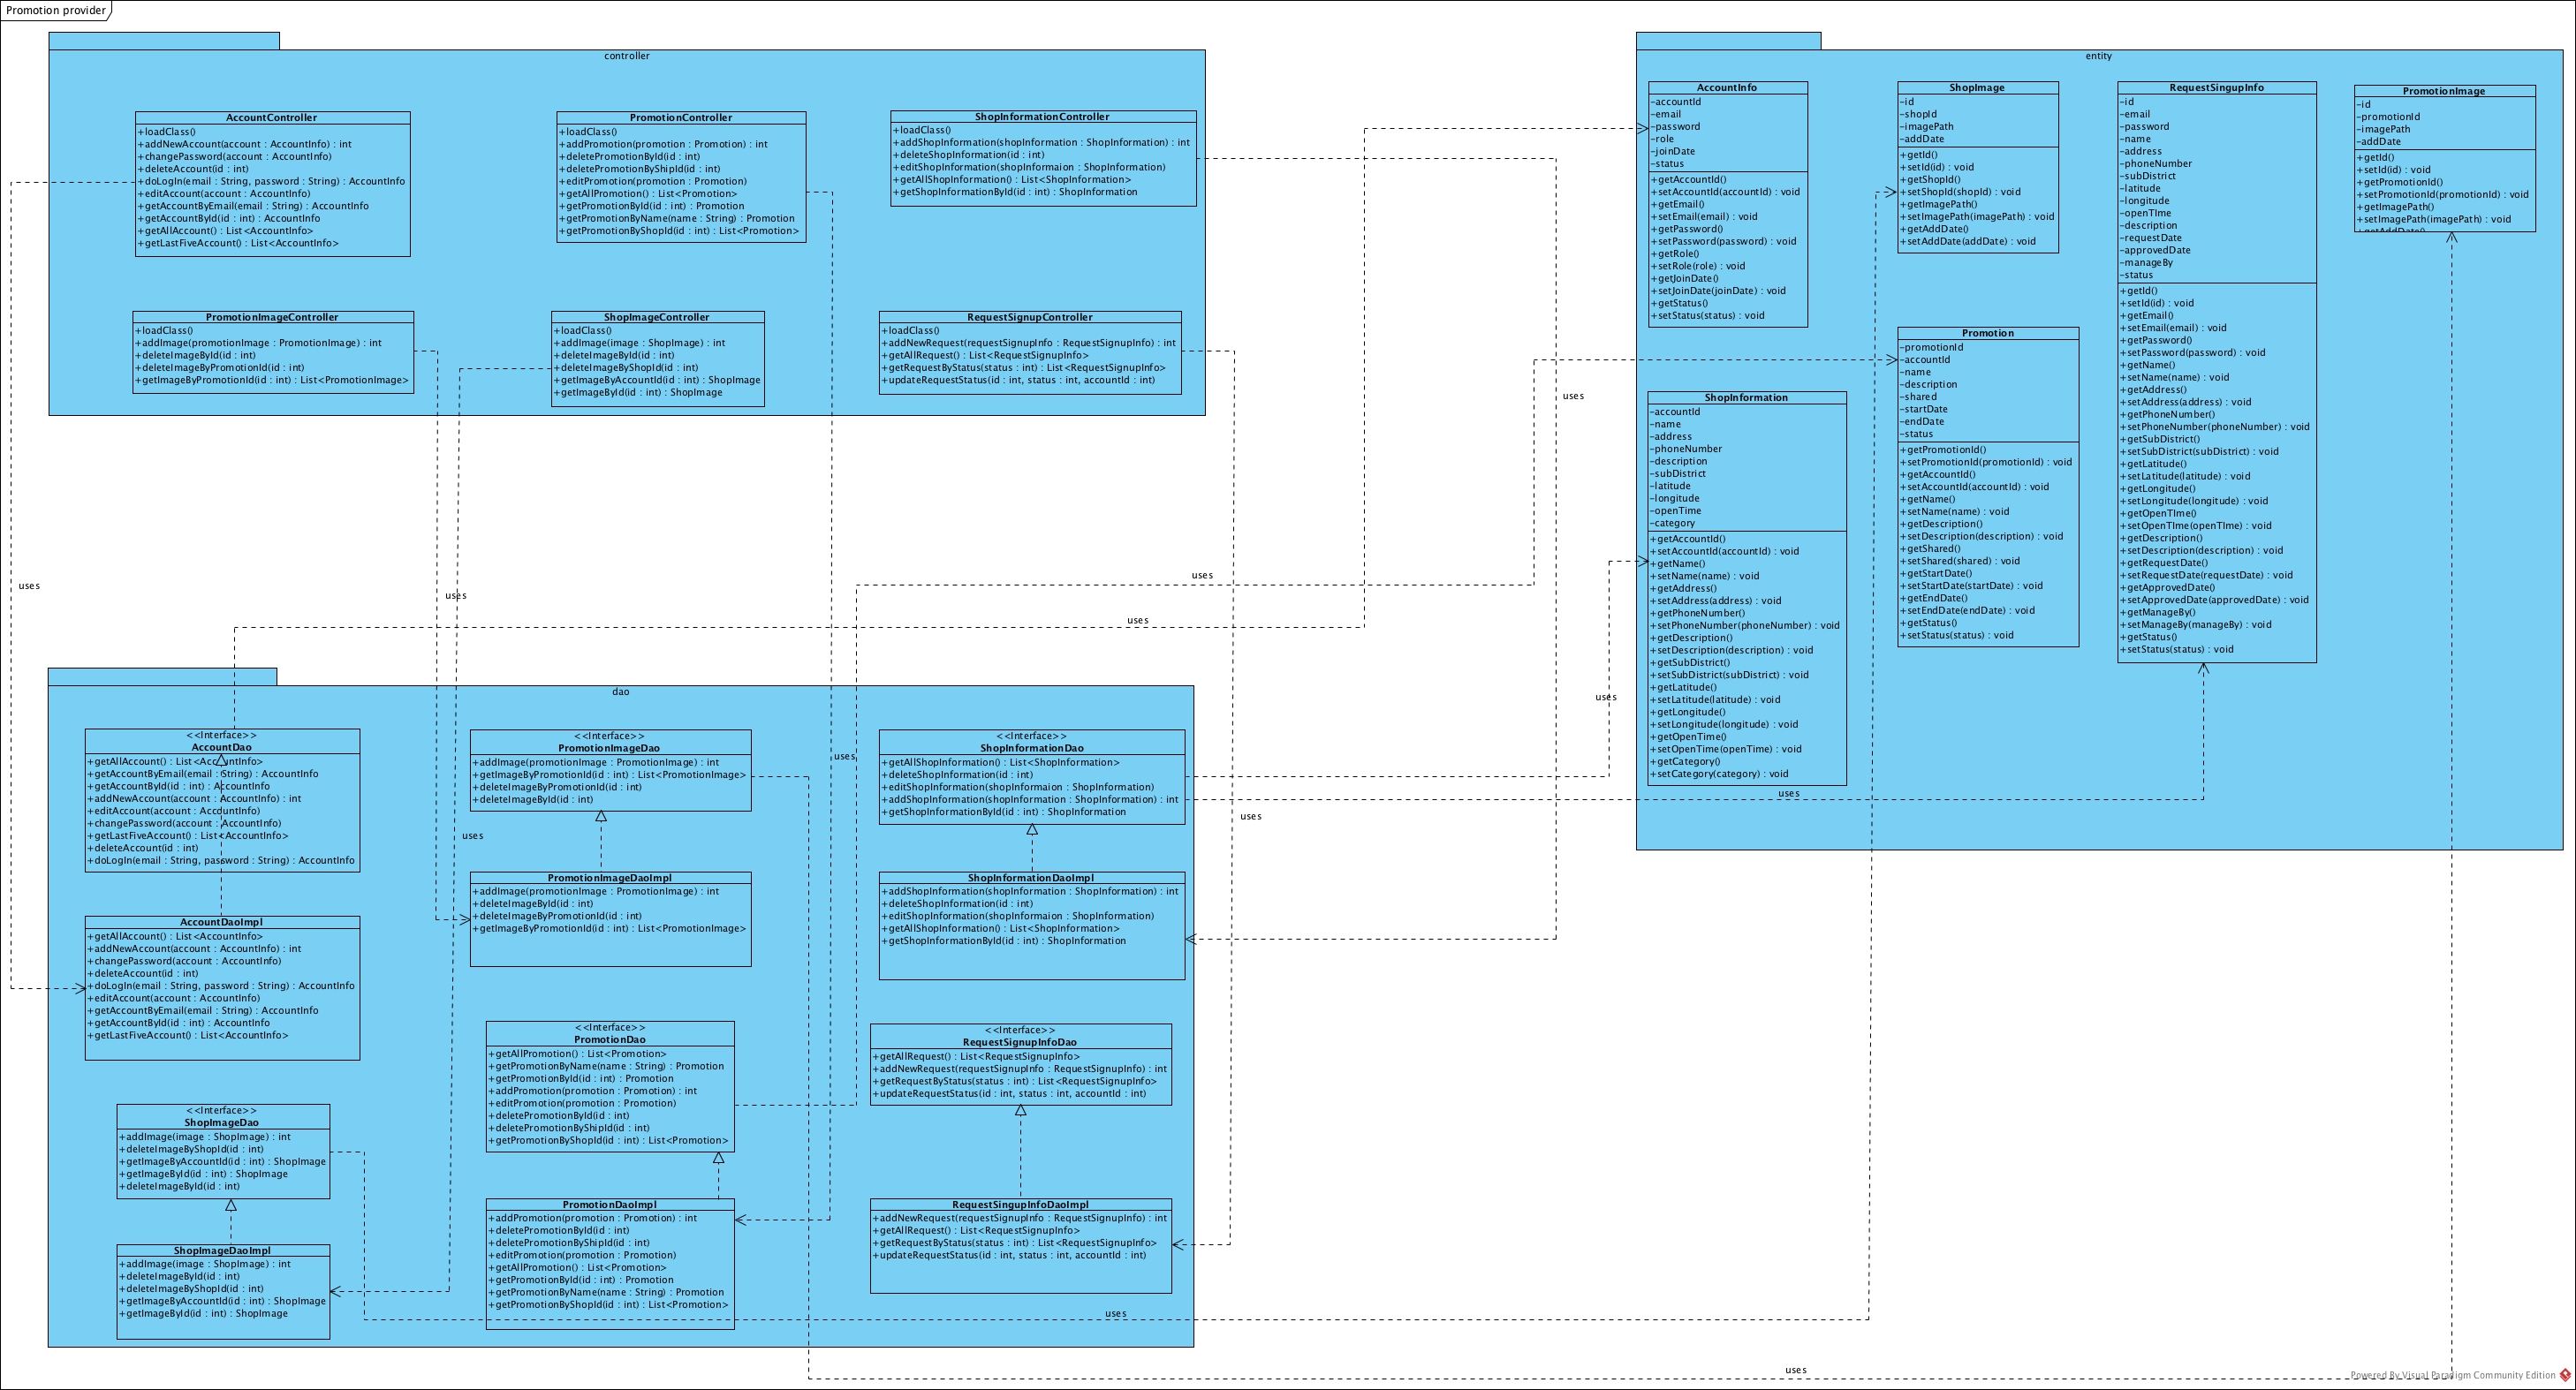 Promotion provider
controller
AccountController
+loadClass()
+addNewAccount(account : AccountInfo) : int
+changePassword(account : AccountInfo)
+deleteAccount(id : int)
+doLogIn(email : String, password : String) : AccountInfo
+editAccount(account : AccountInfo)
+getAccountByEmail(email : String) : AccountInfo
+getAccountById(id : int) : AccountInfo
+getAllAccount() : List<AccountInfo>
+getLastFiveAccount() : List<AccountInfo>
PromotionController
+loadClass()
+addPromotion(promotion : Promotion) : int
+deletePromotionById(id : int)
+deletePromotionByShipId(id : int)
+editPromotion(promotion : Promotion)
+getAllPromotion() : List<Promotion>
+getPromotionById(id : int) : Promotion
+getPromotionByName(name : String) : Promotion
+getPromotionByShopId(id : int) : List<Promotion>
ShopInformationController
+loadClass()
+addShopInformation(shopInformation : ShopInformation) : int
+deleteShopInformation(id : int)
+editShopInformation(shopInformaion : ShopInformation)
+getAllShopInformation() : List<ShopInformation>
+getShopInformationById(id : int) : ShopInformation
PromotionImageController
+loadClass()
+addImage(promotionImage : PromotionImage) : int
+deleteImageById(id : int)
+deleteImageByPromotionId(id : int)
+getImageByPromotionId(id : int) : List<PromotionImage>
ShopImageController
+loadClass()
+addImage(image : ShopImage) : int
+deleteImageById(id : int)
+deleteImageByShopId(id : int)
+getImageByAccountId(id : int) : ShopImage
+getImageById(id : int) : ShopImage
RequestSignupController
+loadClass()
+addNewRequest(requestSignupInfo : RequestSignupInfo) : int
+getAllRequest() : List<RequestSignupInfo>
+getRequestByStatus(status : int) : List<RequestSignupInfo>
+updateRequestStatus(id : int, status : int, accountId : int)
entity
AccountInfo
-accountId
-email
-password
-role
-joinDate
-status
+getAccountId()
+setAccountId(accountId) : void
+getEmail()
+setEmail(email) : void
+getPassword()
+setPassword(password) : void
+getRole()
+setRole(role) : void
+getJoinDate()
+setJoinDate(joinDate) : void
+getStatus()
+setStatus(status) : void
ShopImage
-id
-shopId
-imagePath
-addDate
+getId()
+setId(id) : void
+getShopId()
+setShopId(shopId) : void
+getImagePath()
+setImagePath(imagePath) : void
+getAddDate()
+setAddDate(addDate) : void
RequestSingupInfo
-id
-email
-password
-name
-address
-phoneNumber
-subDistrict
-latitude
-longitude
-openTIme
-description
-requestDate
-approvedDate
-manageBy
-status
+getId()
+setId(id) : void
+getEmail()
+setEmail(email) : void
+getPassword()
+setPassword(password) : void
+getName()
+setName(name) : void
+getAddress()
+setAddress(address) : void
+getPhoneNumber()
+setPhoneNumber(phoneNumber) : void
+getSubDistrict()
+setSubDistrict(subDistrict) : void
+getLatitude()
+setLatitude(latitude) : void
+getLongitude()
+setLongitude(longitude) : void
+getOpenTIme()
+setOpenTIme(openTIme) : void
+getDescription()
+setDescription(description) : void
+getRequestDate()
+setRequestDate(requestDate) : void
+getApprovedDate()
+setApprovedDate(approvedDate) : void
+getManageBy()
+setManageBy(manageBy) : void
+getStatus()
+setStatus(status) : void
PromotionImage
-id
-promotionId
-imagePath
-addDate
+getId()
+setId(id) : void
+getPromotionId()
+setPromotionId(promotionId) : void
+getImagePath()
+setImagePath(imagePath) : void
+getAddDate()
Promotion
-promotionId
-accountId
-name
-description
-shared
-startDate
-endDate
-status
+getPromotionId()
+setPromotionId(promotionId) : void
+getAccountId()
+setAccountId(accountId) : void
+getName()
+setName(name) : void
+getDescription()
+setDescription(description) : void
+getShared()
+setShared(shared) : void
+getStartDate()
+setStartDate(startDate) : void
+getEndDate()
+setEndDate(endDate) : void
+getStatus()
+setStatus(status) : void
ShopInformation
-accountId
-name
-address
-phoneNumber
-description
-subDistrict
-latitude
-longitude
-openTime
-category
+getAccountId()
+setAccountId(accountId) : void
+getName()
+setName(name) : void
+getAddress()
+setAddress(address) : void
+getPhoneNumber()
+setPhoneNumber(phoneNumber) : void
+getDescription()
+setDescription(description) : void
+getSubDistrict()
+setSubDistrict(subDistrict) : void
+getLatitude()
+setLatitude(latitude) : void
+getLongitude()
+setLongitude(longitude) : void
+getOpenTime()
+setOpenTime(openTime) : void
+getCategory()
+setCategory(category) : void
uses
uses
uses
uses
uses
uses
uses
uses
uses
uses
uses
uses
dao
<<Interface>>
AccountDao
+getAllAccount() : List<AccountInfo>
+getAccountByEmail(email : String) : AccountInfo
+getAccountById(id : int) : AccountInfo
+addNewAccount(account : AccountInfo) : int
+editAccount(account : AccountInfo)
+changePassword(account : AccountInfo)
+getLastFiveAccount() : List<AccountInfo>
+deleteAccount(id : int)
+doLogIn(email : String, password : String) : AccountInfo
<<Interface>>
PromotionImageDao
+addImage(promotionImage : PromotionImage) : int
+getImageByPromotionId(id : int) : List<PromotionImage>
+deleteImageByPromotionId(id : int)
+deleteImageById(id : int)
<<Interface>>
ShopInformationDao
+getAllShopInformation() : List<ShopInformation>
+deleteShopInformation(id : int)
+editShopInformation(shopInformaion : ShopInformation)
+addShopInformation(shopInformation : ShopInformation) : int
+getShopInformationById(id : int) : ShopInformation
AccountDaoImpl
+getAllAccount() : List<AccountInfo>
+addNewAccount(account : AccountInfo) : int
+changePassword(account : AccountInfo)
+deleteAccount(id : int)
+doLogIn(email : String, password : String) : AccountInfo
+editAccount(account : AccountInfo)
+getAccountByEmail(email : String) : AccountInfo
+getAccountById(id : int) : AccountInfo
+getLastFiveAccount() : List<AccountInfo>
PromotionImageDaoImpl
+addImage(promotionImage : PromotionImage) : int
+deleteImageById(id : int)
+deleteImageByPromotionId(id : int)
+getImageByPromotionId(id : int) : List<PromotionImage>
ShopInformationDaoImpl
+addShopInformation(shopInformation : ShopInformation) : int
+deleteShopInformation(id : int)
+editShopInformation(shopInformaion : ShopInformation)
+getAllShopInformation() : List<ShopInformation>
+getShopInformationById(id : int) : ShopInformation
<<Interface>>
ShopImageDao
+addImage(image : ShopImage) : int
+deleteImageByShopId(id : int)
+getImageByAccountId(id : int) : ShopImage
+getImageById(id : int) : ShopImage
+deleteImageById(id : int)
<<Interface>>
PromotionDao
+getAllPromotion() : List<Promotion>
+getPromotionByName(name : String) : Promotion
+getPromotionById(id : int) : Promotion
+addPromotion(promotion : Promotion) : int
+editPromotion(promotion : Promotion)
+deletePromotionById(id : int)
+deletePromotionByShipId(id : int)
+getPromotionByShopId(id : int) : List<Promotion>
<<Interface>>
RequestSignupInfoDao
+getAllRequest() : List<RequestSignupInfo>
+addNewRequest(requestSignupInfo : RequestSignupInfo) : int
+getRequestByStatus(status : int) : List<RequestSignupInfo>
+updateRequestStatus(id : int, status : int, accountId : int)
ShopImageDaoImpl
+addImage(image : ShopImage) : int
+deleteImageById(id : int)
+deleteImageByShopId(id : int)
+getImageByAccountId(id : int) : ShopImage
+getImageById(id : int) : ShopImage
PromotionDaoImpl
+addPromotion(promotion : Promotion) : int
+deletePromotionById(id : int)
+deletePromotionByShipId(id : int)
+editPromotion(promotion : Promotion)
+getAllPromotion() : List<Promotion>
+getPromotionById(id : int) : Promotion
+getPromotionByName(name : String) : Promotion
+getPromotionByShopId(id : int) : List<Promotion>
RequestSingupInfoDaoImpl
+addNewRequest(requestSignupInfo : RequestSignupInfo) : int
+getAllRequest() : List<RequestSignupInfo>
+getRequestByStatus(status : int) : List<RequestSignupInfo>
+updateRequestStatus(id : int, status : int, accountId : int)
Powered By Visual Paradigm Community Edition